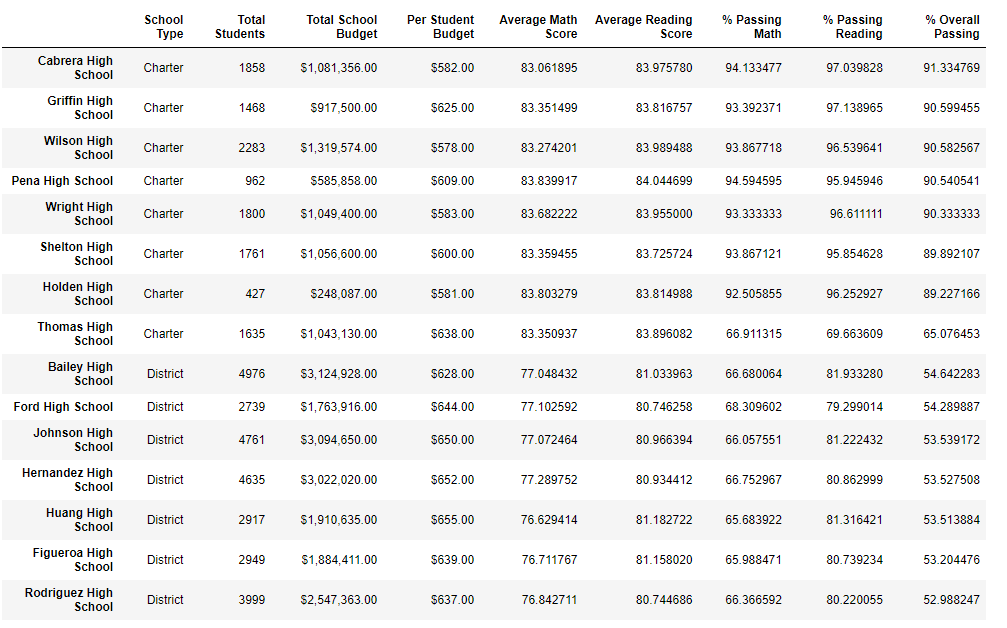 School Type Total Students Total School Budget Per Student Budget Average Math Score Average Reading Score % Passing Math % Passing Reading % Overall Passing
Cabrera High School Charter 1858 $1,081,356.00 $582.00 83.061895 83.975780 94.133477 97.039828 91.334769
Griffin High School Charter 1468 $917,500.00 $625.00 83.351499 83.816757 93.392371 97.138965 90.599455
Wilson High School Charter 2283 $1,319,574.00 $578.00 83.274201 83.989488 93.867718 96.539641 90.582567
Pena High School Charter 962 $585,858.00 $609.00 83.839917 84.044699 94.594595 95.945946 90.540541
Wright High School Charter 1800 $1,049,400.00 $583.00 83.682222 83.955000 93.333333 96.611111 90.333333
Shelton High School Charter 1761 $1,056,600.00 $600.00 83.359455 83.725724 93.867121 95.854628 89.892107
Holden High School Charter 427 $248,087.00 $581.00 83.803279 83.814988 92.505855 96.252927 89.227166
Thomas High School Charter 1635 $1,043,130.00 $638.00 83.350937 83.896082 66.911315 69.663609 65.076453
Bailey High School District 4976 $3,124,928.00 $628.00 77.048432 81.033963 66.680064 81.933280 54.642283
Ford High School District 2739 $1,763,916.00 $644.00 77.102592 80.746258 68.309602 79.299014 54.289887
Johnson High School District 4761 $3,094,650.00 $650.00 77.072464 80.966394 66.057551 81.222432 53.539172
Hernandez High School District 4635 $3,022,020.00 $652.00 77.289752 80.934412 66.752967 80.862999 53.527508
Huang High School District 2917 $1,910,635.00 $655.00 76.629414 81.182722 65.683922 81.316421 53.513884
Figueroa High School District 2949 $1,884,411.00 $639.00 76.711767 81.158020 65.988471 80.739234 53.204476
Rodriguez High School District 3999 $2,547,363.00 $637.00 76.842711 80.744686 66.366592 80.220055 52.988247